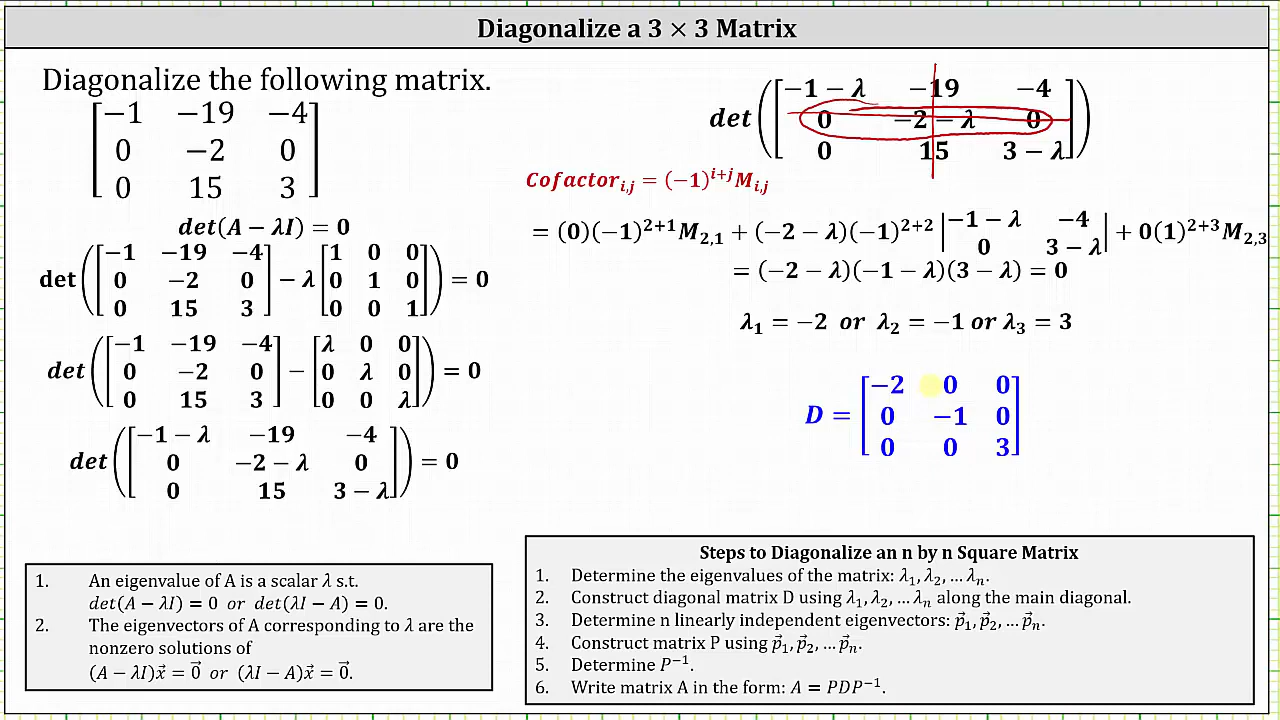 Diagonalize a 3 × 3 Matrix
Diagonalize the following matrix.
[−1 −19 −4]
[0 −2 0]
[0 15 3]
det(A − λI) = 0
det([−1 −19 −4; 0 −2 0; 0 15 3] − λ[1 0 0; 0 1 0; 0 0 1]) = 0
det([−1 −19 −4; 0 −2 0; 0 15 3] − [λ 0 0; 0 λ 0; 0 0 λ]) = 0
det([−1 − λ −19 −4; 0 −2 − λ 0; 0 15 3 − λ]) = 0
1. An eigenvalue of A is a scalar λ s.t.
det(A − λI) = 0 or det(λI − A) = 0.
2. The eigenvectors of A corresponding to λ are the
nonzero solutions of
(A − λI)x⃗ = 0⃗ or (λI − A)x⃗ = 0⃗.
det([−1 − λ −19 −4; 0 −2 − λ 0; 0 15 3 − λ])
Cofactor_{i,j} = (−1)^{i+j}M_{i,j}
= (0)(−1)^{2+1}M_{2,1} + (−2 − λ)(−1)^{2+2}|−1 − λ −4; 0 3 − λ| + 0(1)^{2+3}M_{2,3}
= (−2 − λ)(−1 − λ)(3 − λ) = 0
λ₁ = −2 or λ₂ = −1 or λ₃ = 3
D = [−2 0 0; 0 −1 0; 0 0 3]
Steps to Diagonalize an n by n Square Matrix
1. Determine the eigenvalues of the matrix: λ₁, λ₂, … λₙ.
2. Construct diagonal matrix D using λ₁, λ₂, … λₙ along the main diagonal.
3. Determine n linearly independent eigenvectors: p⃗₁, p⃗₂, … p⃗ₙ.
4. Construct matrix P using p⃗₁, p⃗₂, … p⃗ₙ.
5. Determine P⁻¹.
6. Write matrix A in the form: A = PDP⁻¹.